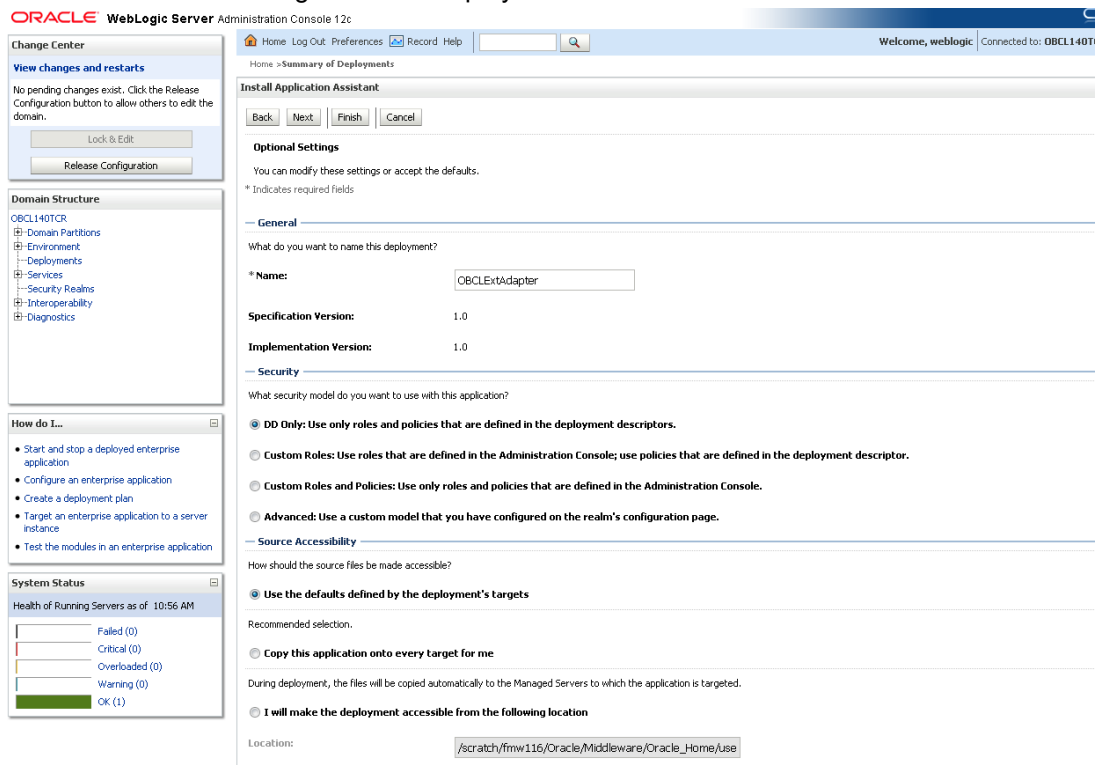 ORACLE WebLogic Server Administration Console 12c
Change Center
View changes and restarts
No pending changes exist. Click the Release
Configuration button to allow others to edit the
domain.
Lock & Edit
Release Configuration
Domain Structure
OBCL140TCR
Domain Partitions
Environment
Deployments
Services
Security Realms
Interoperability
Diagnostics
How do I...
Start and stop a deployed enterprise
application
Configure an enterprise application
Create a deployment plan
Target an enterprise application to a server
instance
Test the modules in an enterprise application
System Status
Health of Running Servers as of 10:56 AM
Failed (0)
Critical (0)
Overloaded (0)
Warning (0)
OK (1)
Home Log Out Preferences Record Help
Welcome, weblogic Connected to: OBCL140T
Home >Summary of Deployments
Install Application Assistant
Back Next Finish Cancel
Optional Settings
You can modify these settings or accept the defaults.
* Indicates required fields
General
What do you want to name this deployment?
* Name: OBCLExtAdapter
Specification Version: 1.0
Implementation Version: 1.0
Security
What security model do you want to use with this application?
DD Only: Use only roles and policies that are defined in the deployment descriptors.
Custom Roles: Use roles that are defined in the Administration Console; use policies that are defined in the deployment descriptor.
Custom Roles and Policies: Use only roles and policies that are defined in the Administration Console.
Advanced: Use a custom model that you have configured on the realm's configuration page.
Source Accessibility
How should the source files be made accessible?
Use the defaults defined by the deployment's targets
Recommended selection.
Copy this application onto every target for me
During deployment, the files will be copied automatically to the Managed Servers to which the application is targeted.
I will make the deployment accessible from the following location
Location: /scratch/fmw116/Oracle/Middleware/Oracle_Home/use